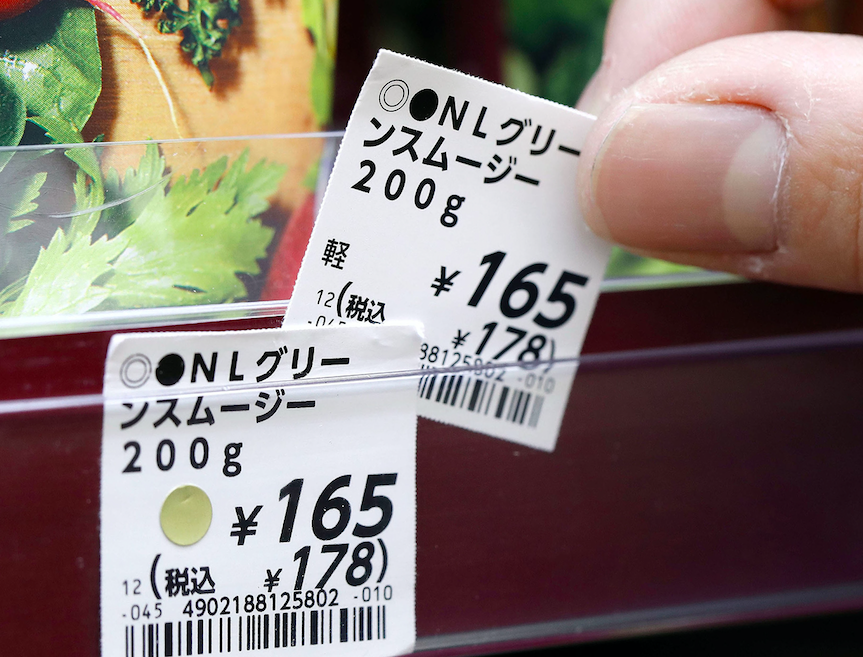 ◎●NLグリー
ンスムージー
200g
軽
¥165
12(税込
¥178)
88125802 -010
◎●NLグリー
ンスムージー
200g
¥165
12(税込 ¥178)
-045 4902188125802 -010